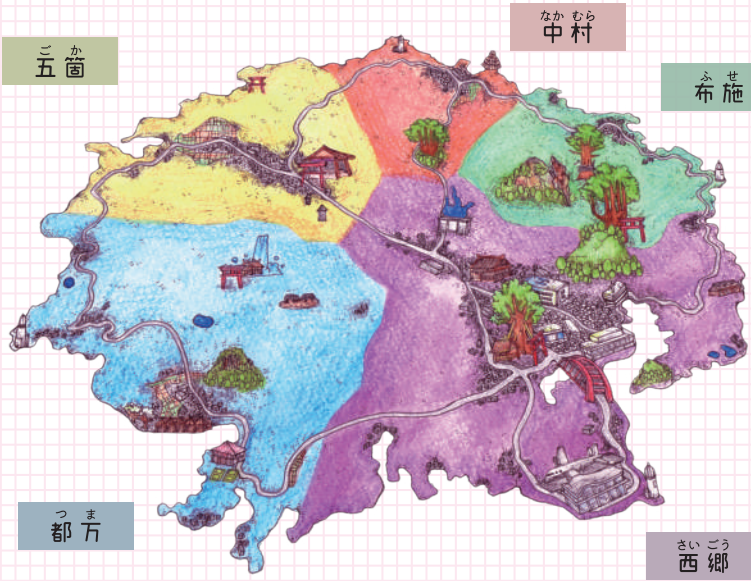 なか むら
中村
ご か
五箇
ふ せ
布施
つ ま
都万
さい ごう
西郷